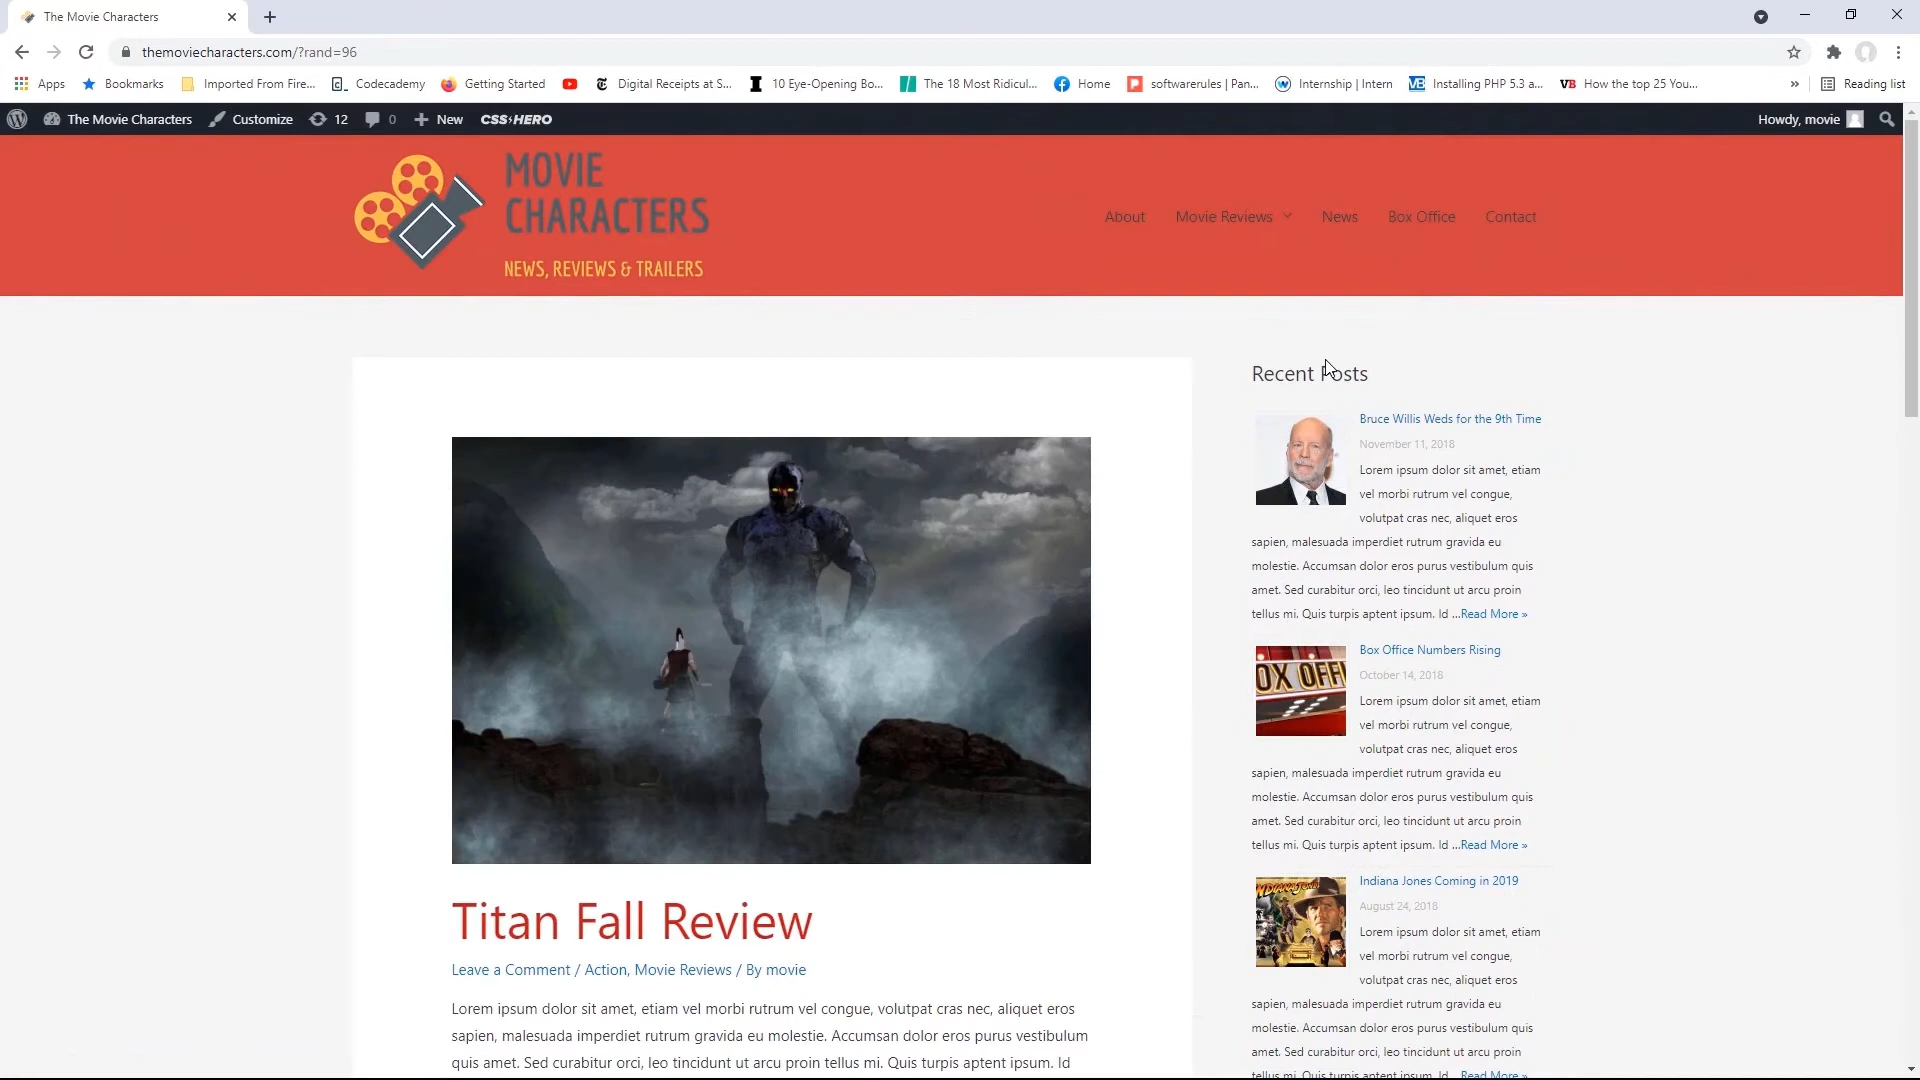 The Movie Characters
themoviecharacters.com/?rand=96
Apps Bookmarks Imported From Fire... Codecademy Getting Started Digital Receipts at S... 10 Eye-Opening Bo... The 18 Most Ridicul... Home softwarerules | Pan... Internship | Intern Installing PHP 5.3 a... How the top 25 You... » Reading list
The Movie Characters Customize 12 0 New CSS HERO Howdy, movie
MOVIE
CHARACTERS
NEWS, REVIEWS & TRAILERS
About Movie Reviews News Box Office Contact
Titan Fall Review
Leave a Comment / Action, Movie Reviews / By movie
Lorem ipsum dolor sit amet, etiam vel morbi rutrum vel congue, volutpat cras nec, aliquet eros
sapien, malesuada imperdiet rutrum gravida eu molestie. Accumsan dolor eros purus vestibulum
quis amet. Sed curabitur orci, leo tincidunt ut arcu proin tellus mi. Quis turpis aptent ipsum. Id
Recent Posts
Bruce Willis Weds for the 9th Time
November 11, 2018
Lorem ipsum dolor sit amet, etiam
vel morbi rutrum vel congue,
volutpat cras nec, aliquet eros
sapien, malesuada imperdiet rutrum gravida eu
molestie. Accumsan dolor eros purus vestibulum quis
amet. Sed curabitur orci, leo tincidunt ut arcu proin
tellus mi. Quis turpis aptent ipsum. Id ...Read More »
OX OFFI
Box Office Numbers Rising
October 14, 2018
Lorem ipsum dolor sit amet, etiam
vel morbi rutrum vel congue,
volutpat cras nec, aliquet eros
sapien, malesuada imperdiet rutrum gravida eu
molestie. Accumsan dolor eros purus vestibulum quis
amet. Sed curabitur orci, leo tincidunt ut arcu proin
tellus mi. Quis turpis aptent ipsum. Id ...Read More »
INDIANA JONES
Indiana Jones Coming in 2019
August 24, 2018
Lorem ipsum dolor sit amet, etiam
vel morbi rutrum vel congue,
volutpat cras nec, aliquet eros
sapien, malesuada imperdiet rutrum gravida eu
molestie. Accumsan dolor eros purus vestibulum quis
amet. Sed curabitur orci, leo tincidunt ut arcu proin
tellus mi. Quis turpis aptent ipsum. Id ...Read More »